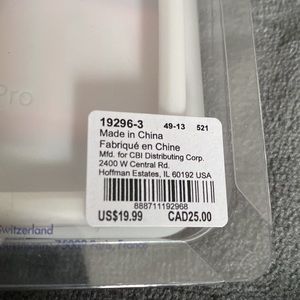 Pro
19296-3 49-13 521
Made in China
Fabriqué en Chine
Mfd. for CBI Distributing Corp.
2400 W Central Rd.
Hoffman Estates, IL 60192 USA
888711192968
US$19.99 CAD25.00
Switzerland
France